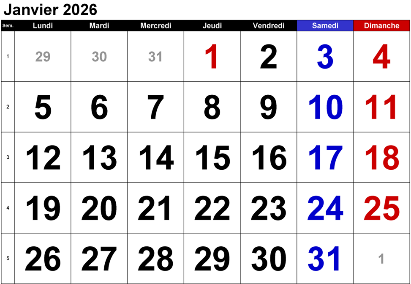 Janvier 2026
Sem. Lundi Mardi Mercredi Jeudi Vendredi Samedi Dimanche
1 29 30 31 1 2 3 4
2 5 6 7 8 9 10 11
3 12 13 14 15 16 17 18
4 19 20 21 22 23 24 25
5 26 27 28 29 30 31 1